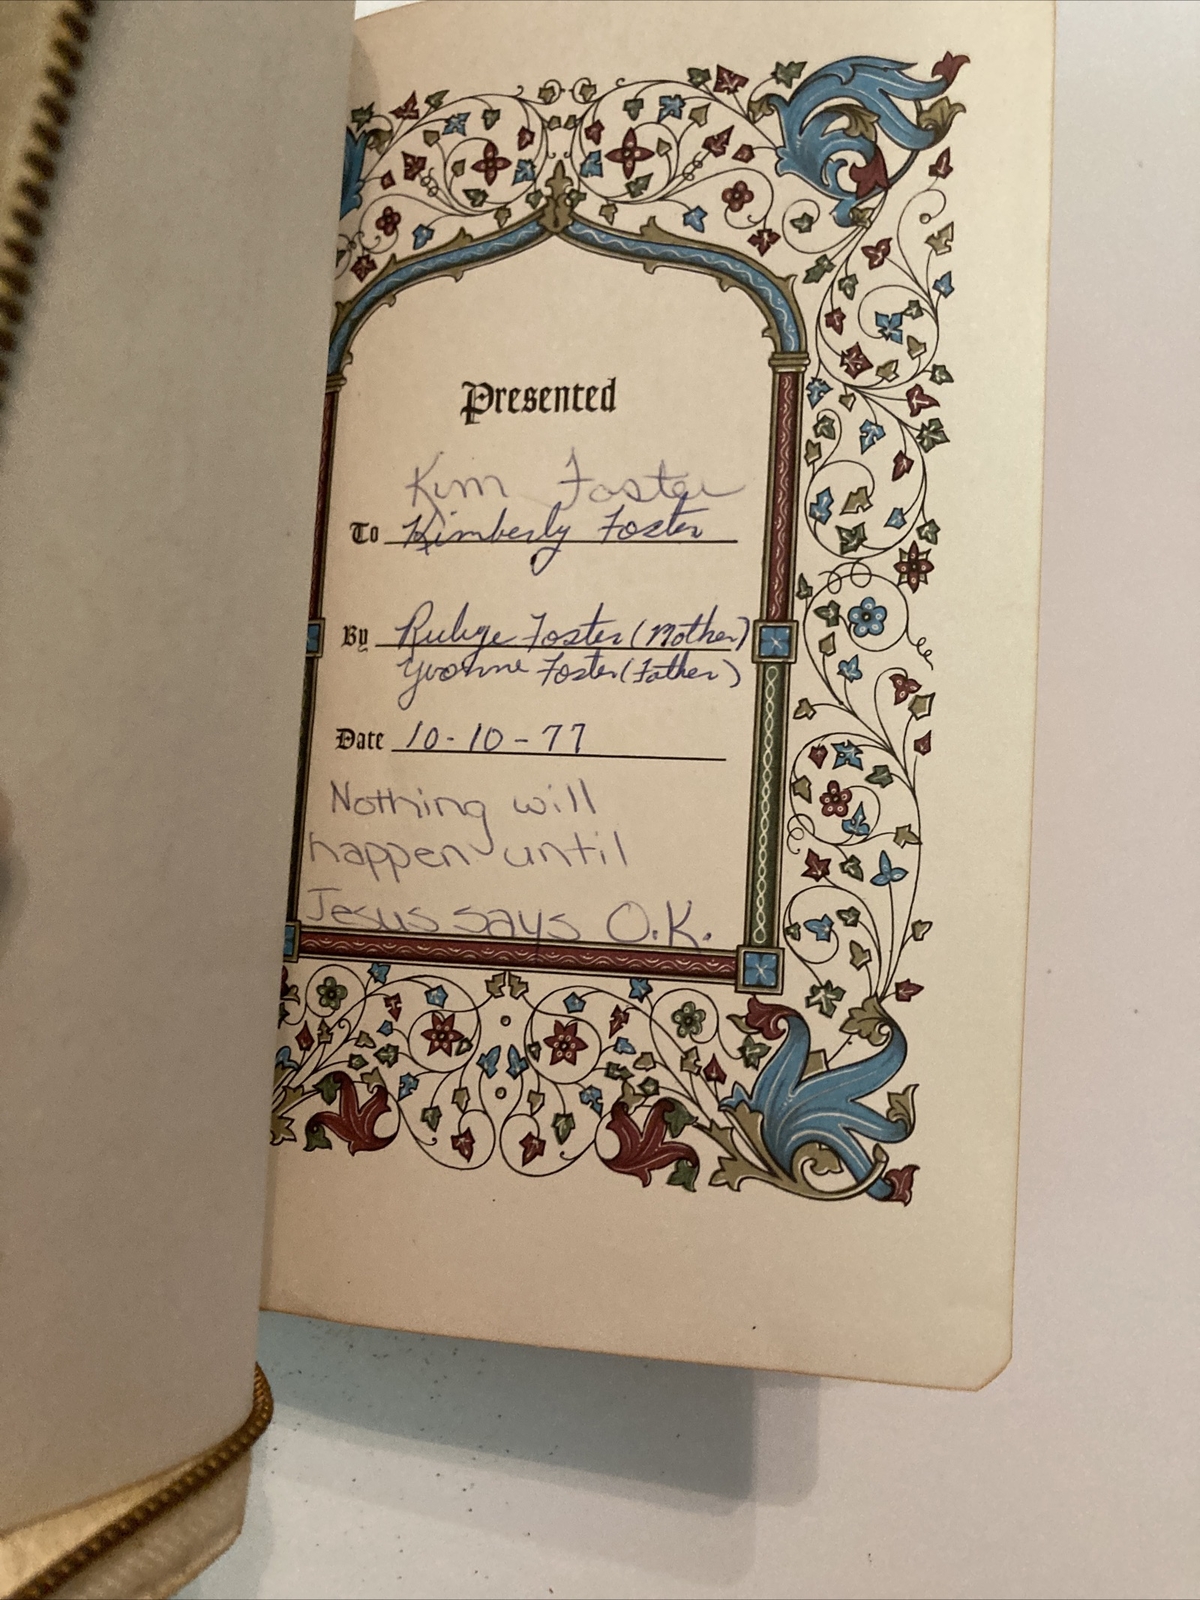 Presented
Kim Foster
To Kimberly Foster
By Foster (Mother)
Yvonne Foster (Father)
Date 10-10-77
Nothing will
happen until
Jesus says O.K.